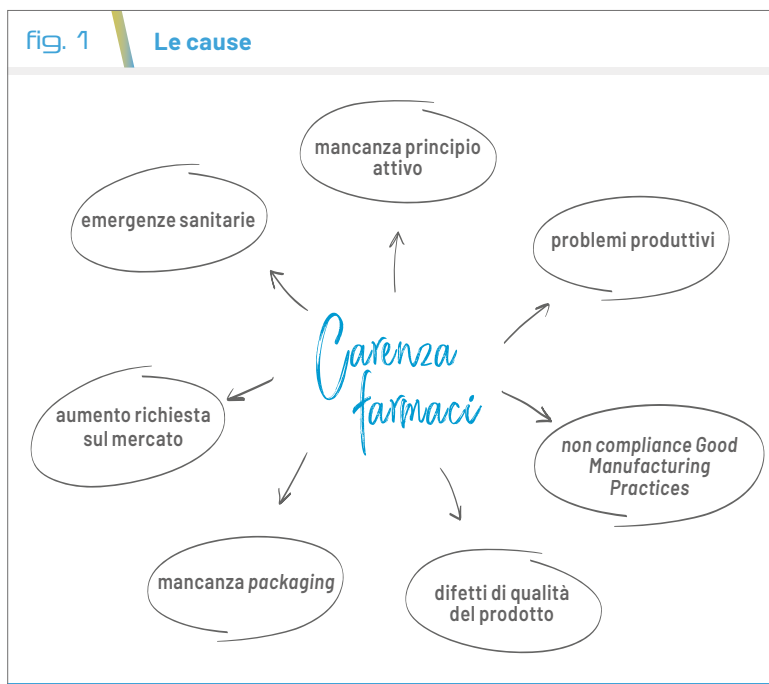 fig. 1
Le cause
mancanza principio
attivo
emergenze sanitarie
problemi produttivi
Carenza
farmaci
aumento richiesta
sul mercato
non compliance Good
Manufacturing
Practices
mancanza packaging
difetti di qualità
del prodotto